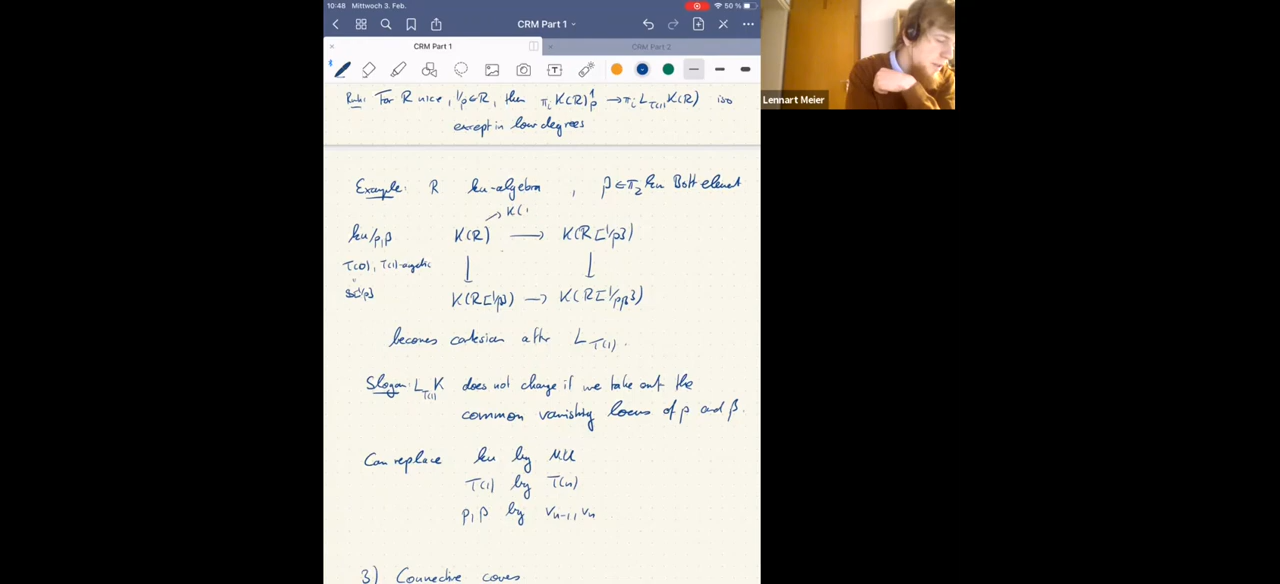 10:48 Mittwoch 3. Feb.
50 %
CRM Part 1
CRM Part 1
CRM Part 2
Lennart Meier
Rmk: For R nice, 1/p ∈ R, then π_i K(R)^_p → π_i L_T(1) K(R) iso
except in low degrees
Example: R ku-algebra, β ∈ π_2 ku Bott element
K(
ku/p,β K(R) → K(R[1/p])
T(0), T(1)-acyclic
S[1/p] K(R[1/β]) → K(R[1/pβ])
becomes cartesian after L_T(1).
Slogan: L_T(1) K does not change if we take out the
common vanishing locus of p and β.
Can replace ku by MU
T(1) by T(n)
p, β by v_n-1, v_n
3) Connective covers